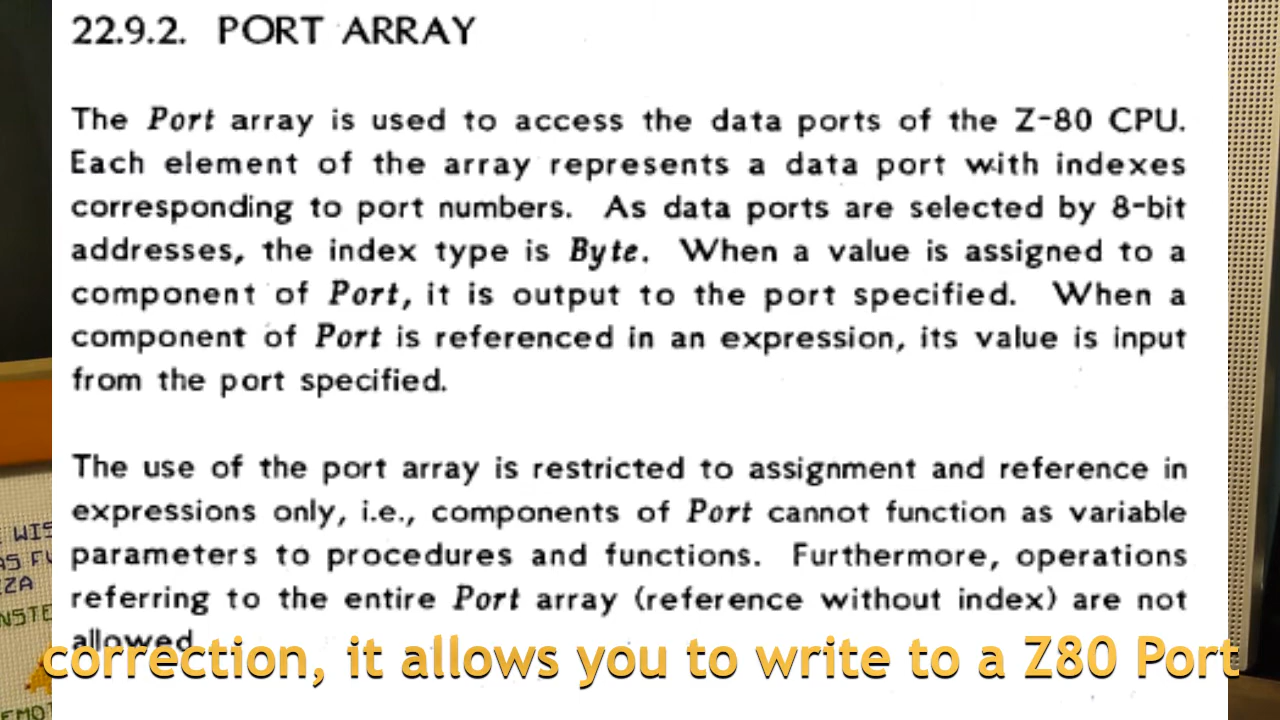 22.9.2. PORT ARRAY
The Port array is used to access the data ports of the Z-80 CPU.
Each element of the array represents a data port with indexes
corresponding to port numbers. As data ports are selected by 8-bit
addresses, the index type is Byte. When a value is assigned to a
component of Port, it is output to the port specified. When a
component of Port is referenced in an expression, its value is input
from the port specified.
The use of the port array is restricted to assignment and reference in
expressions only, i.e., components of Port cannot function as variable
parameters to procedures and functions. Furthermore, operations
referring to the entire Port array (reference without index) are not
allowed.
correction, it allows you to write to a Z80 Port